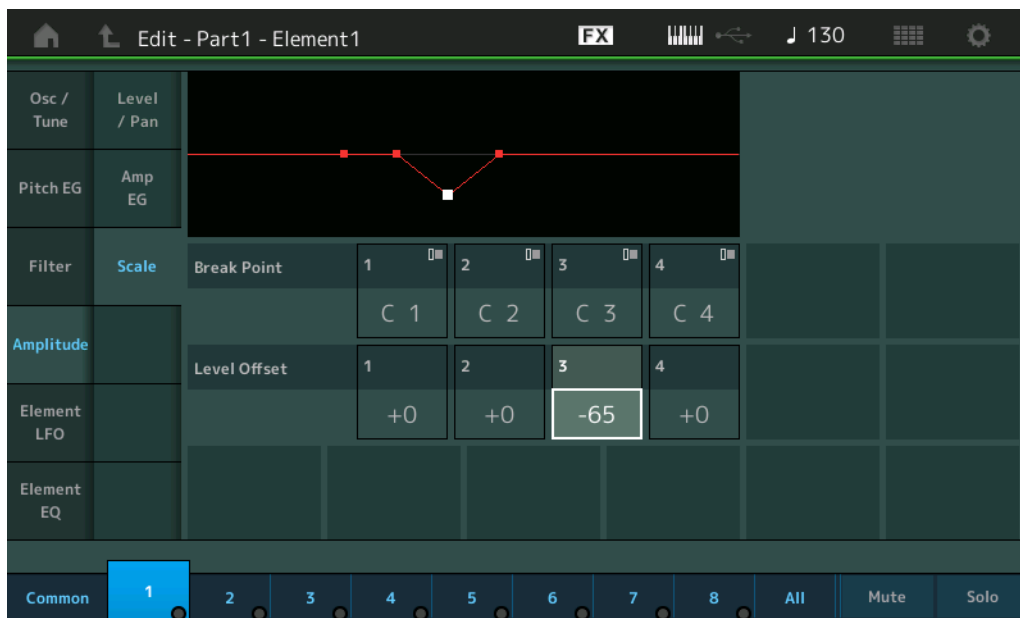 Edit - Part1 - Element1
FX
♩ 130
Osc /
Tune
Level
/ Pan
Pitch EG
Amp
EG
Filter
Scale
Break Point
1
2
3
4
C 1
C 2
C 3
C 4
Amplitude
Level Offset
1
2
3
4
+0
+0
-65
+0
Element
LFO
Element
EQ
Common
1
2
3
4
5
6
7
8
All
Mute
Solo